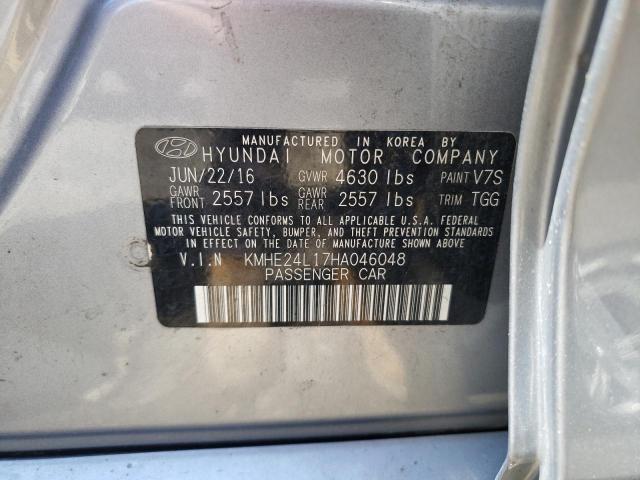 MANUFACTURED IN KOREA BY
HYUNDAI MOTOR COMPANY
JUN/22/16 GVWR 4630 lbs PAINT V7S
GAWR FRONT 2557 lbs GAWR REAR 2557 lbs TRIM TGG
THIS VEHICLE CONFORMS TO ALL APPLICABLE U.S.A. FEDERAL
MOTOR VEHICLE SAFETY, BUMPER, AND THEFT PREVENTION STANDARDS
IN EFFECT ON THE DATE OF MANUFACTURE SHOWN ABOVE.
V.I.N KMHE24L17HA046048
PASSENGER CAR